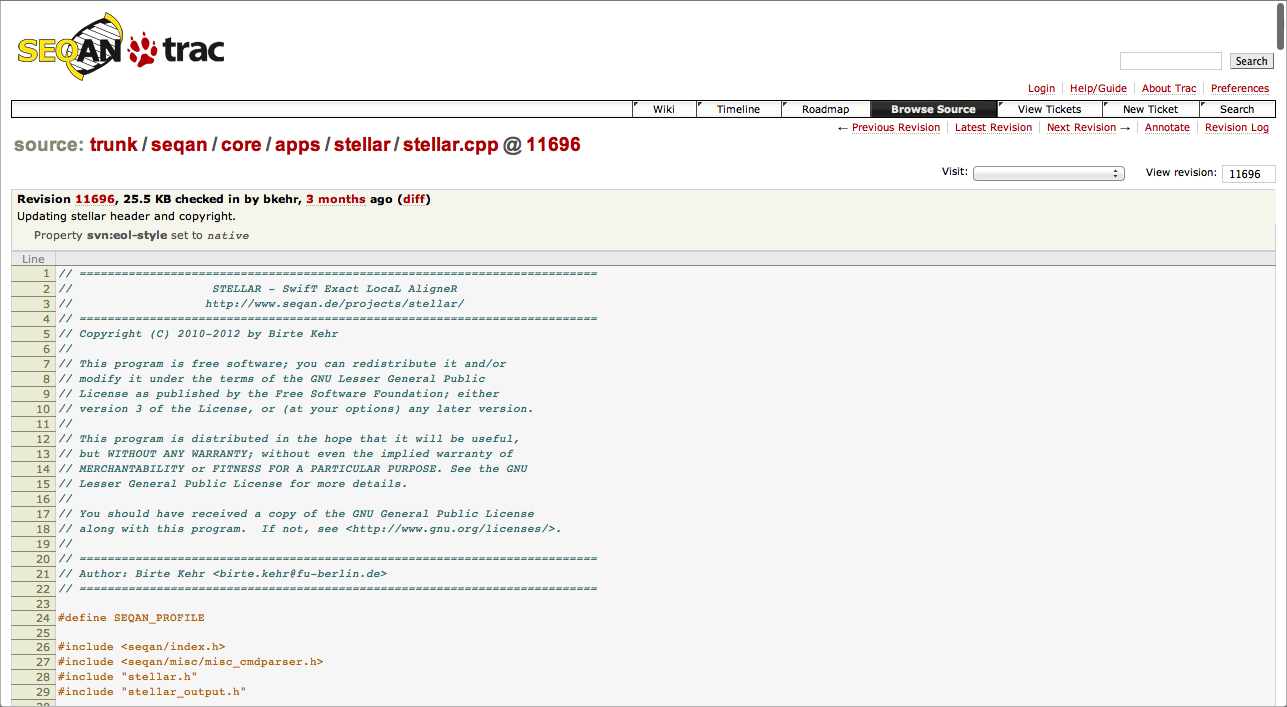 SEQAN trac
Search
Login Help/Guide About Trac Preferences
Wiki Timeline Roadmap Browse Source View Tickets New Ticket Search
← Previous Revision Latest Revision Next Revision → Annotate Revision Log
source: trunk / seqan / core / apps / stellar / stellar.cpp @ 11696
Visit: View revision: 11696
Revision 11696, 25.5 KB checked in by bkehr, 3 months ago (diff)
Updating stellar header and copyright.
Property svn:eol-style set to native
Line
1 // ==========================================================================
2 // STELLAR - SwifT Exact LocaL AligneR
3 // http://www.seqan.de/projects/stellar/
4 // ==========================================================================
5 // Copyright (C) 2010-2012 by Birte Kehr
6 //
7 // This program is free software; you can redistribute it and/or
8 // modify it under the terms of the GNU Lesser General Public
9 // License as published by the Free Software Foundation; either
10 // version 3 of the License, or (at your options) any later version.
11 //
12 // This program is distributed in the hope that it will be useful,
13 // but WITHOUT ANY WARRANTY; without even the implied warranty of
14 // MERCHANTABILITY or FITNESS FOR A PARTICULAR PURPOSE. See the GNU
15 // Lesser General Public License for more details.
16 //
17 // You should have received a copy of the GNU General Public License
18 // along with this program.  If not, see <http://www.gnu.org/licenses/>.
19 //
20 // ==========================================================================
21 // Author: Birte Kehr <birte.kehr@fu-berlin.de>
22 // ==========================================================================
23
24 #define SEQAN_PROFILE
25
26 #include <seqan/index.h>
27 #include <seqan/misc/misc_cmdparser.h>
28 #include "stellar.h"
29 #include "stellar_output.h"